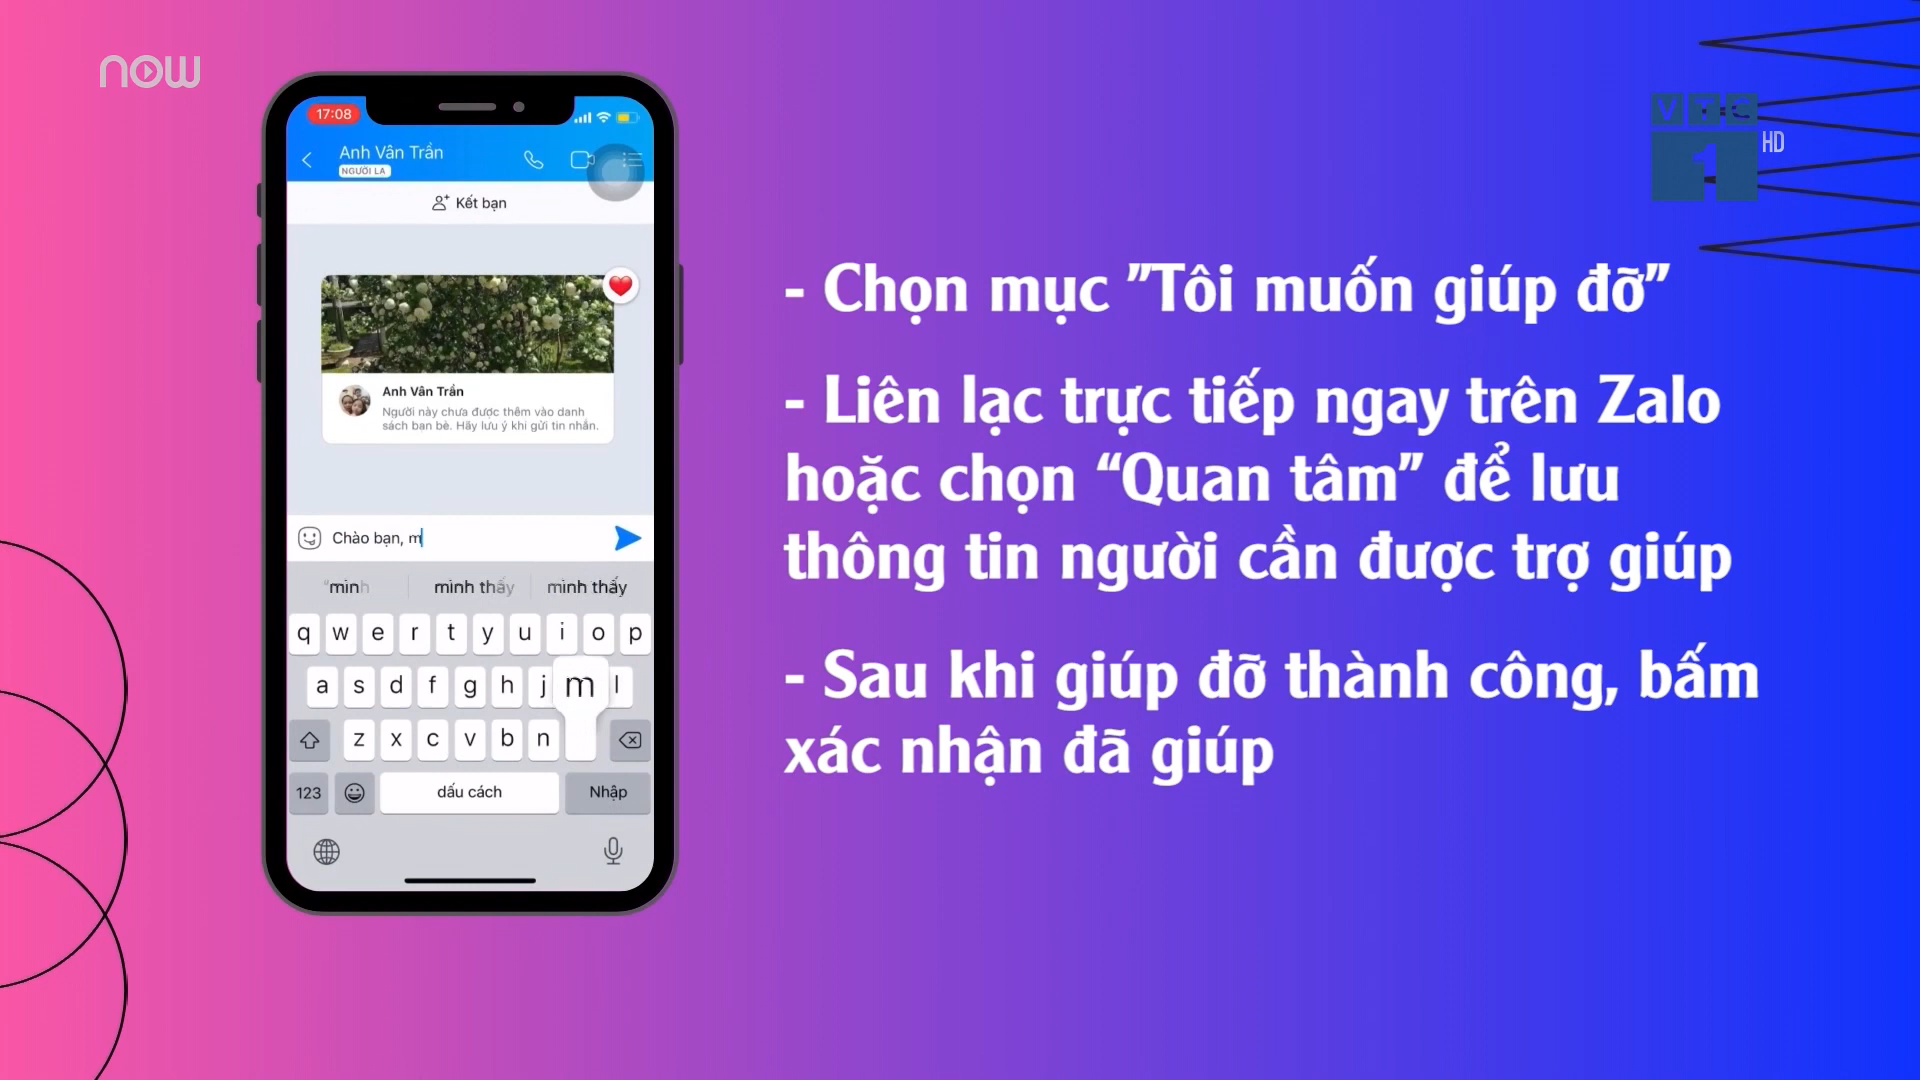 now
VTC
1
HD
17:08
Anh Vân Trần
NGƯỜI LẠ
Kết bạn
Anh Vân Trần
Người này chưa được thêm vào danh
sách bạn bè. Hãy lưu ý khi gửi tin nhắn.
Chào bạn, m
“minh mình thấy mình thấy
q w e r t y u i o p
a s d f g h j m l
z x c v b n
123 dấu cách Nhập
- Chọn mục "Tôi muốn giúp đỡ"
- Liên lạc trực tiếp ngay trên Zalo
hoặc chọn “Quan tâm” để lưu
thông tin người cần được trợ giúp
- Sau khi giúp đỡ thành công, bấm
xác nhận đã giúp